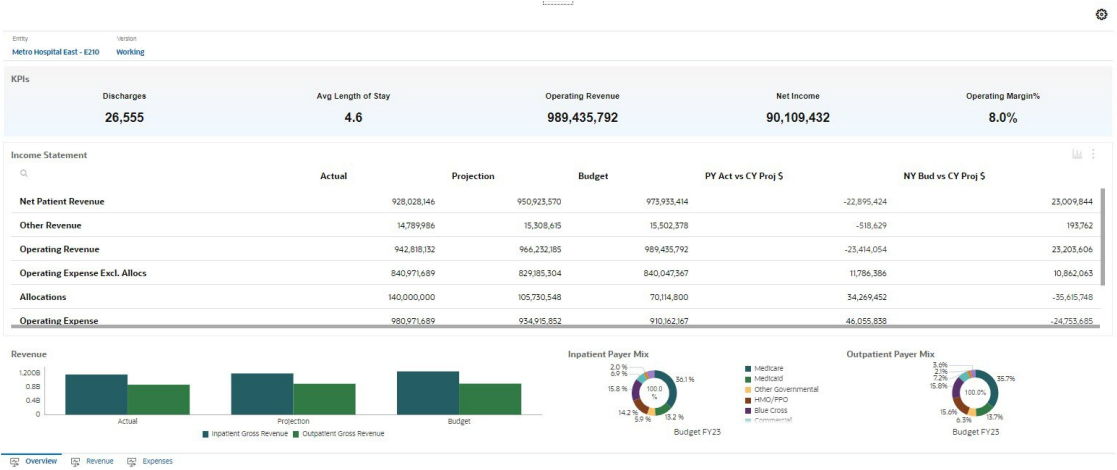 Entity Version
Metro Hospital East - E210 Working
KPIs
Discharges Avg Length of Stay Operating Revenue Net Income Operating Margin%
26,555 4.6 989,435,792 90,109,432 8.0%
Income Statement
Actual Projection Budget PY Act vs CY Proj $ NY Bud vs CY Proj $
Net Patient Revenue 928,028,146 950,923,570 973,933,414 -22,895,424 23,009,844
Other Revenue 14,789,986 15,308,615 15,502,378 -518,629 193,762
Operating Revenue 942,818,132 966,232,185 989,435,792 -23,414,054 23,203,606
Operating Expense Excl. Allocs 840,971,689 829,185,304 840,047,367 11,786,386 10,862,063
Allocations 140,000,000 105,730,548 70,114,800 34,269,452 -35,615,748
Operating Expense 980,971,689 934,915,852 910,162,167 46,055,838 -24,753,685
Revenue
1.200B
0.8B
0.4B
0
Actual Projection Budget
Inpatient Gross Revenue Outpatient Gross Revenue
Inpatient Payer Mix
2.0 %
6.9 %
15.8 %
14.2 %
5.9 %
13.2 %
36.1 %
100.0
%
Budget FY23
Medicare
Medicaid
Other Governmental
HMO/PPO
Blue Cross
Commercial
Outpatient Payer Mix
3.6%
2.1%
7.2%
15.8%
15.6%
6.3%
13.7%
35.7%
100.0%
Budget FY23
Overview Revenue Expenses